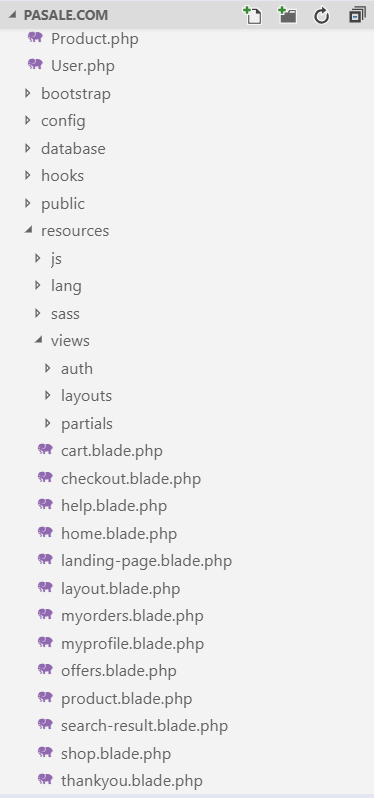 PASALE.COM
Product.php
User.php
bootstrap
config
database
hooks
public
resources
js
lang
sass
views
auth
layouts
partials
cart.blade.php
checkout.blade.php
help.blade.php
home.blade.php
landing-page.blade.php
layout.blade.php
myorders.blade.php
myprofile.blade.php
offers.blade.php
product.blade.php
search-result.blade.php
shop.blade.php
thankyou.blade.php